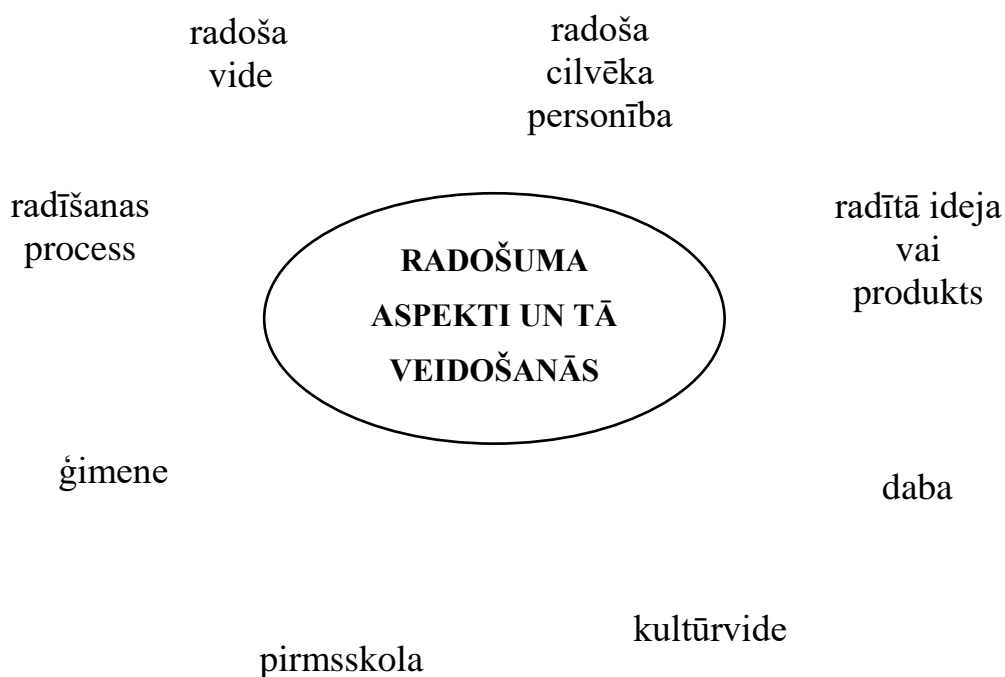 radoša
vide
radoša
cilvēka
personība
radīšanas
process
radītā ideja
vai
produkts
RADOŠUMA
ASPEKTI UN TĀ
VEIDOŠANĀS
ģimene
daba
kultūrvide
pirmsskola